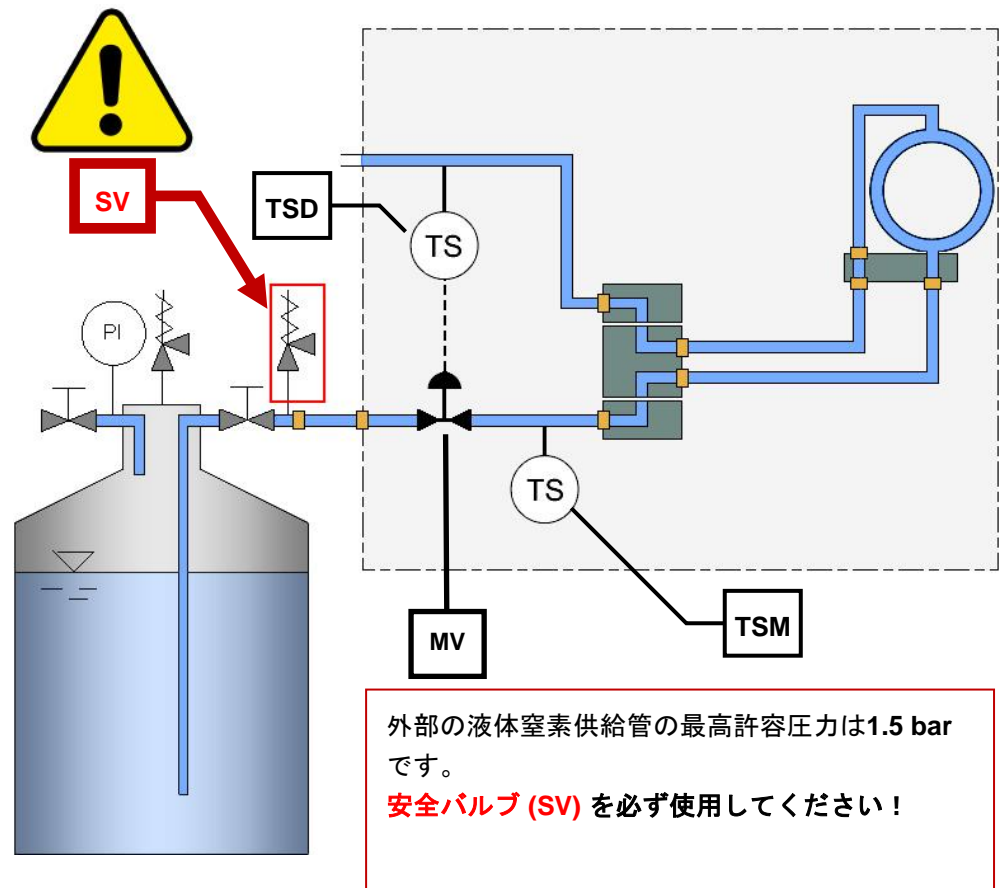 SV
TSD
TS
PI
TS
MV
TSM
外部の液体窒素供給管の最高許容圧力は1.5 bar
です。
安全バルブ (SV) を必ず使用してください！